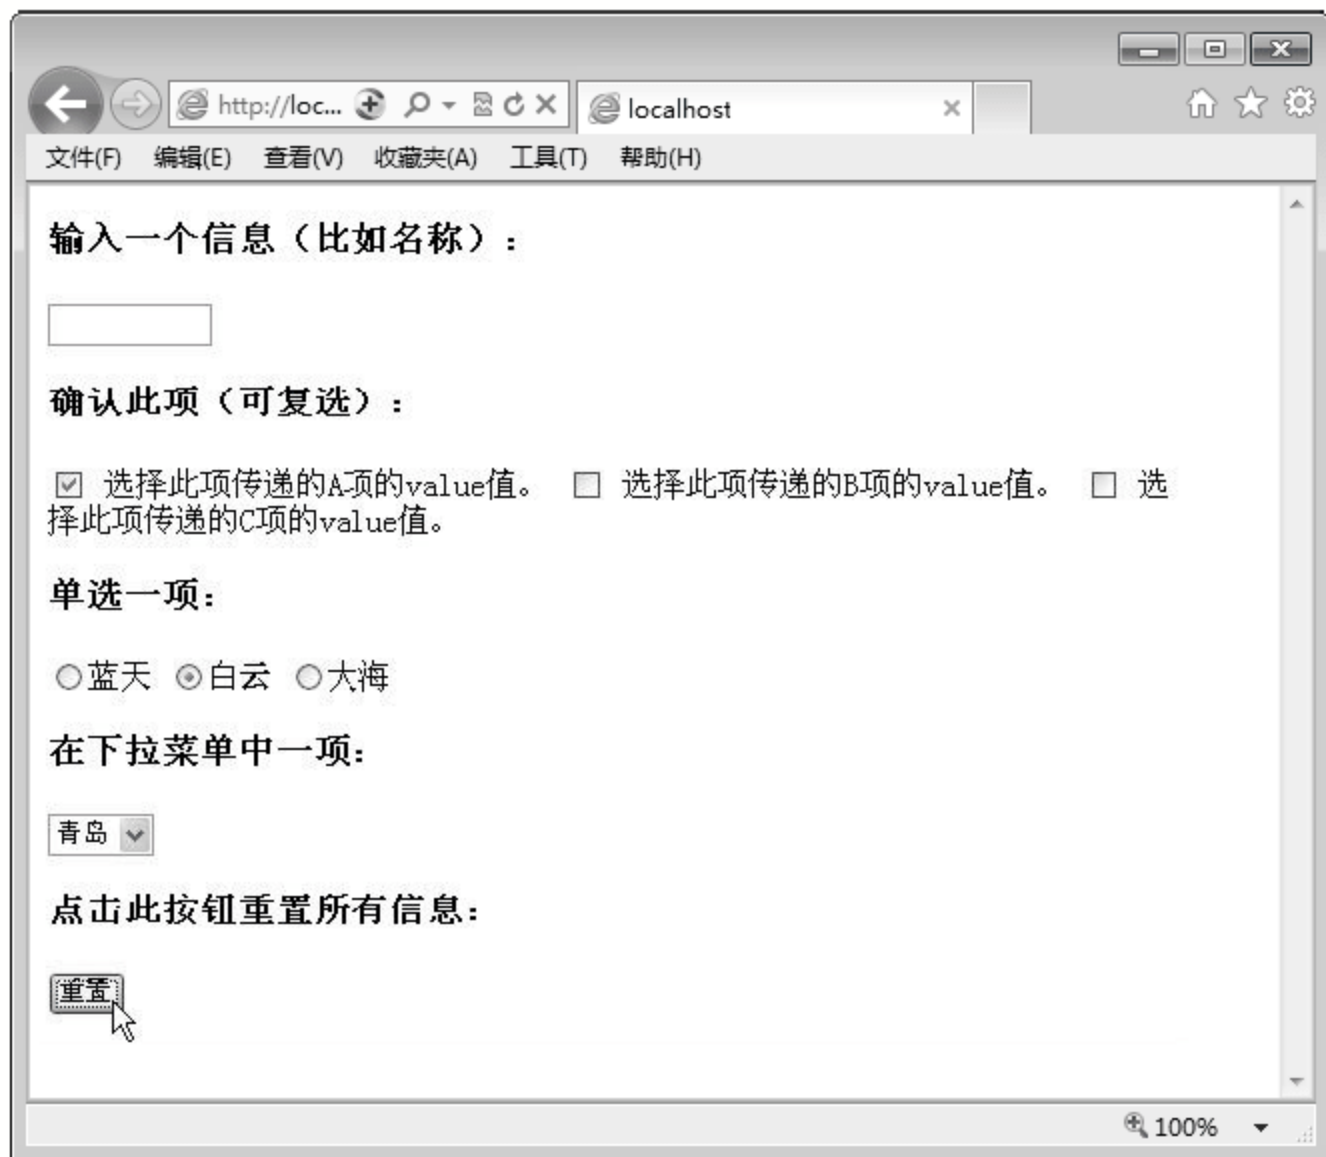 http://loc...
localhost
文件(F) 编辑(E) 查看(V) 收藏夹(A) 工具(T) 帮助(H)
输入一个信息（比如名称）:
确认此项（可复选）:
选择此项传递的A项的value值。 选择此项传递的B项的value值。 选
择此项传递的C项的value值。
单选一项:
蓝天 白云 大海
在下拉菜单中一项:
青岛
点击此按钮重置所有信息:
重置
100%